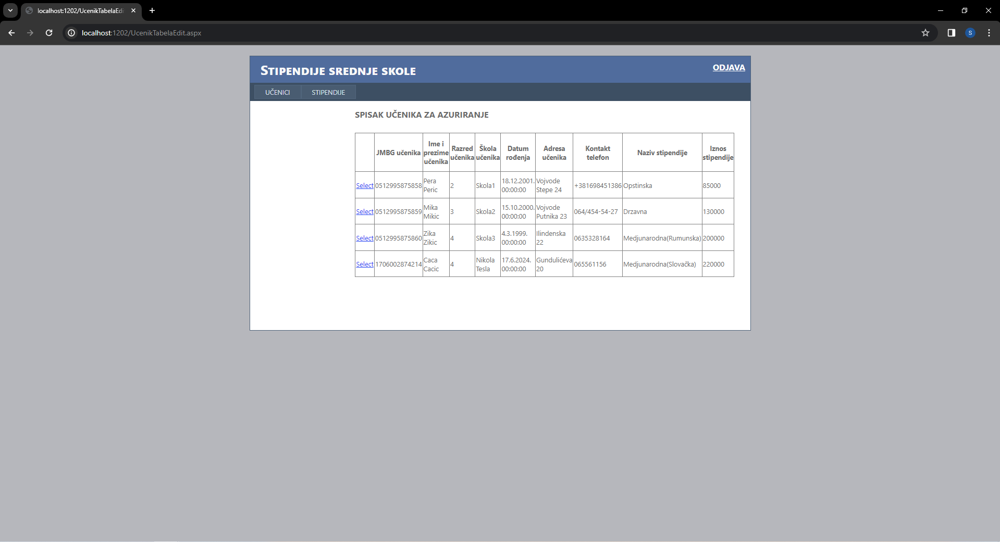 localhost:1202/UcenikTabelaEdi
localhost:1202/UcenikTabelaEdit.aspx
S
Stipendije srednje skole
ODJAVA
UČENICI STIPENDIJE
SPISAK UČENIKA ZA AZURIRANJE
JMBG učenika
Ime i
prezime
učenika
Razred
učenika
Škola
učenika
Datum
rođenja
Adresa
učenika
Kontakt
telefon
Naziv stipendije
Iznos
stipendije
Select
0512995875858
Pera
Peric
2
Skola1
18.12.2001.
00:00:00
Vojvode
Stepe 24
+381698451386
Opstinska
85000
Select
0512995875859
Mika
Mikic
3
Skola2
15.10.2000.
00:00:00
Vojvode
Putnika 23
064/454-54-27
Drzavna
130000
Select
0512995875860
Zika
Zikic
4
Skola3
4.3.1999.
00:00:00
Ilindenska
22
0635328164
Medjunarodna(Rumunska)
200000
Select
1706002874214
Caca
Cacic
4
Nikola
Tesla
17.6.2024.
00:00:00
Gundulićeva
20
065561156
Medjunarodna(Slovačka)
220000